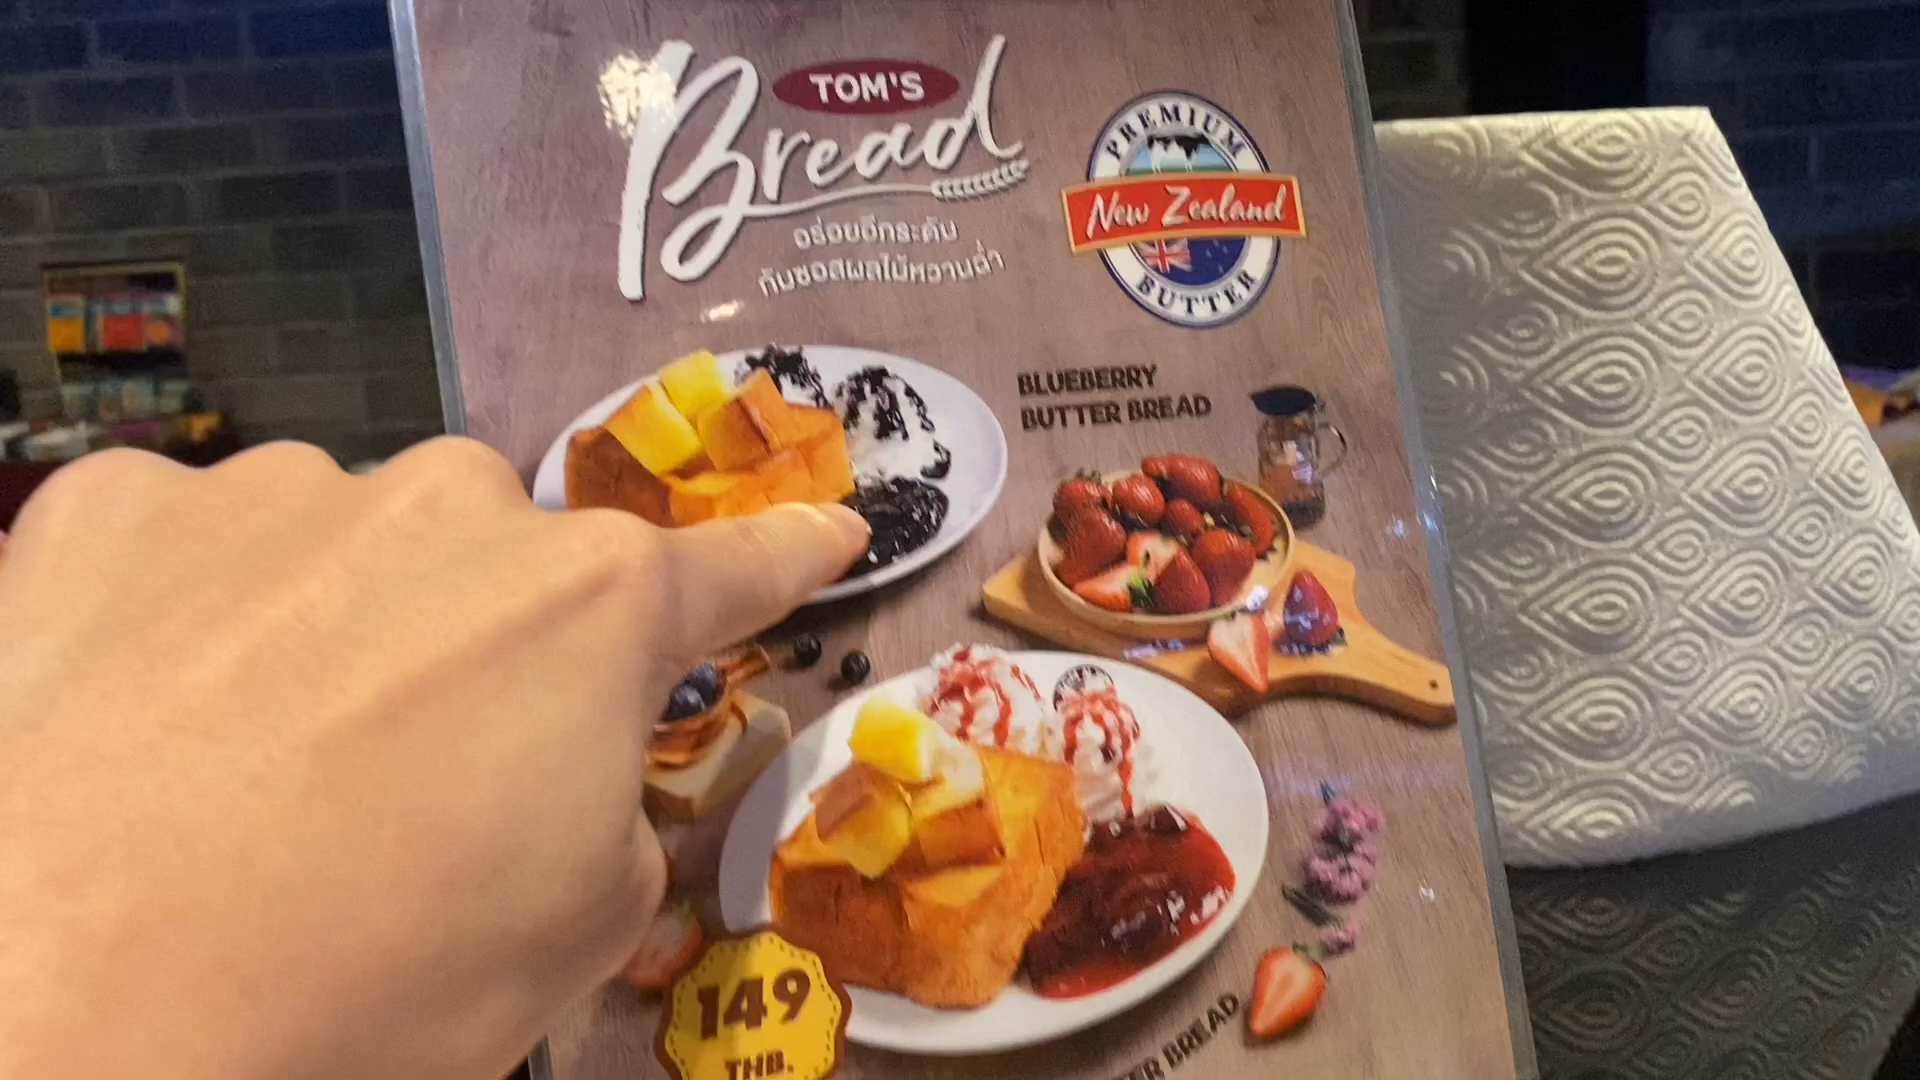 TOM'S
Bread
อร่อยอีกระดับ
กับซอสผลไม้หวานฉ่ำ
PREMIUM
New Zealand
BUTTER
BLUEBERRY
BUTTER BREAD
149
THB.
BREAD